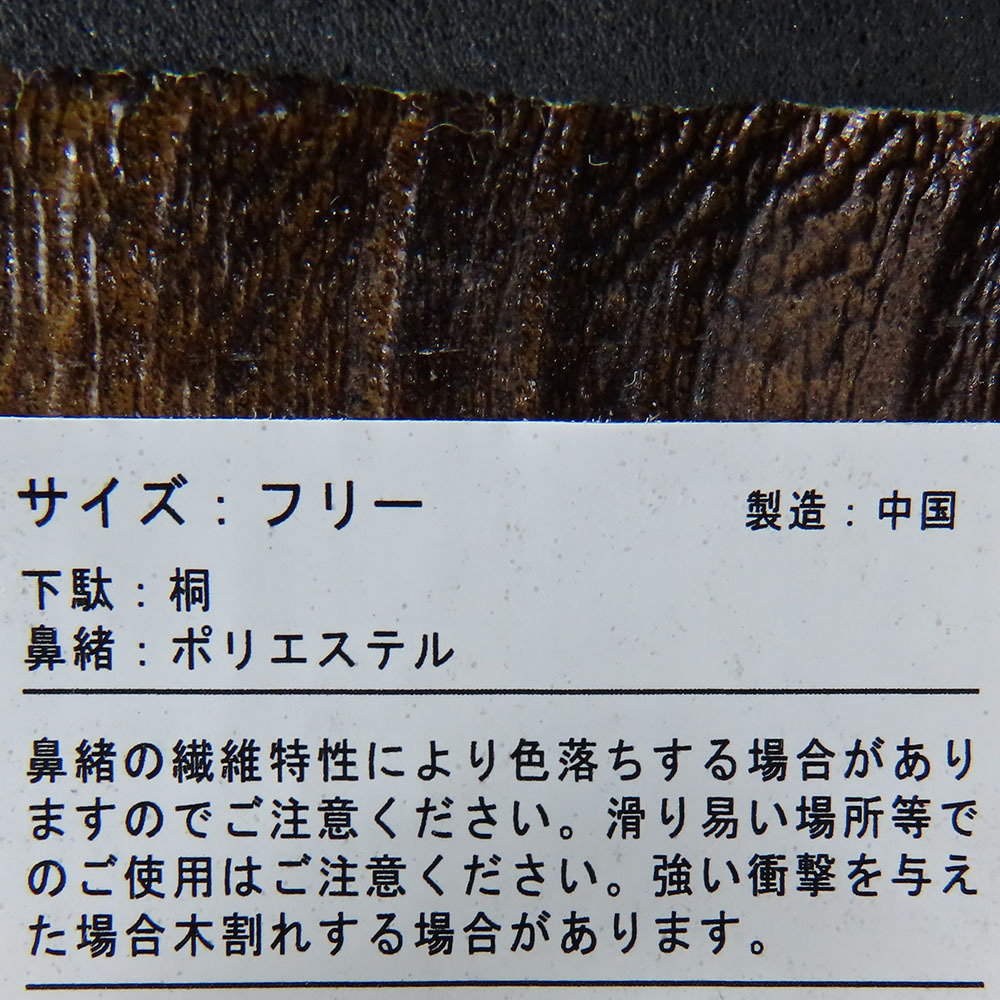 サイズ：フリー 製造：中国
下駄：桐
鼻緒：ポリエステル
鼻緒の繊維特性により色落ちする場合があり
ますのでご注意ください。滑り易い場所等で
のご使用はご注意ください。強い衝撃を与え
た場合木割れする場合があります。